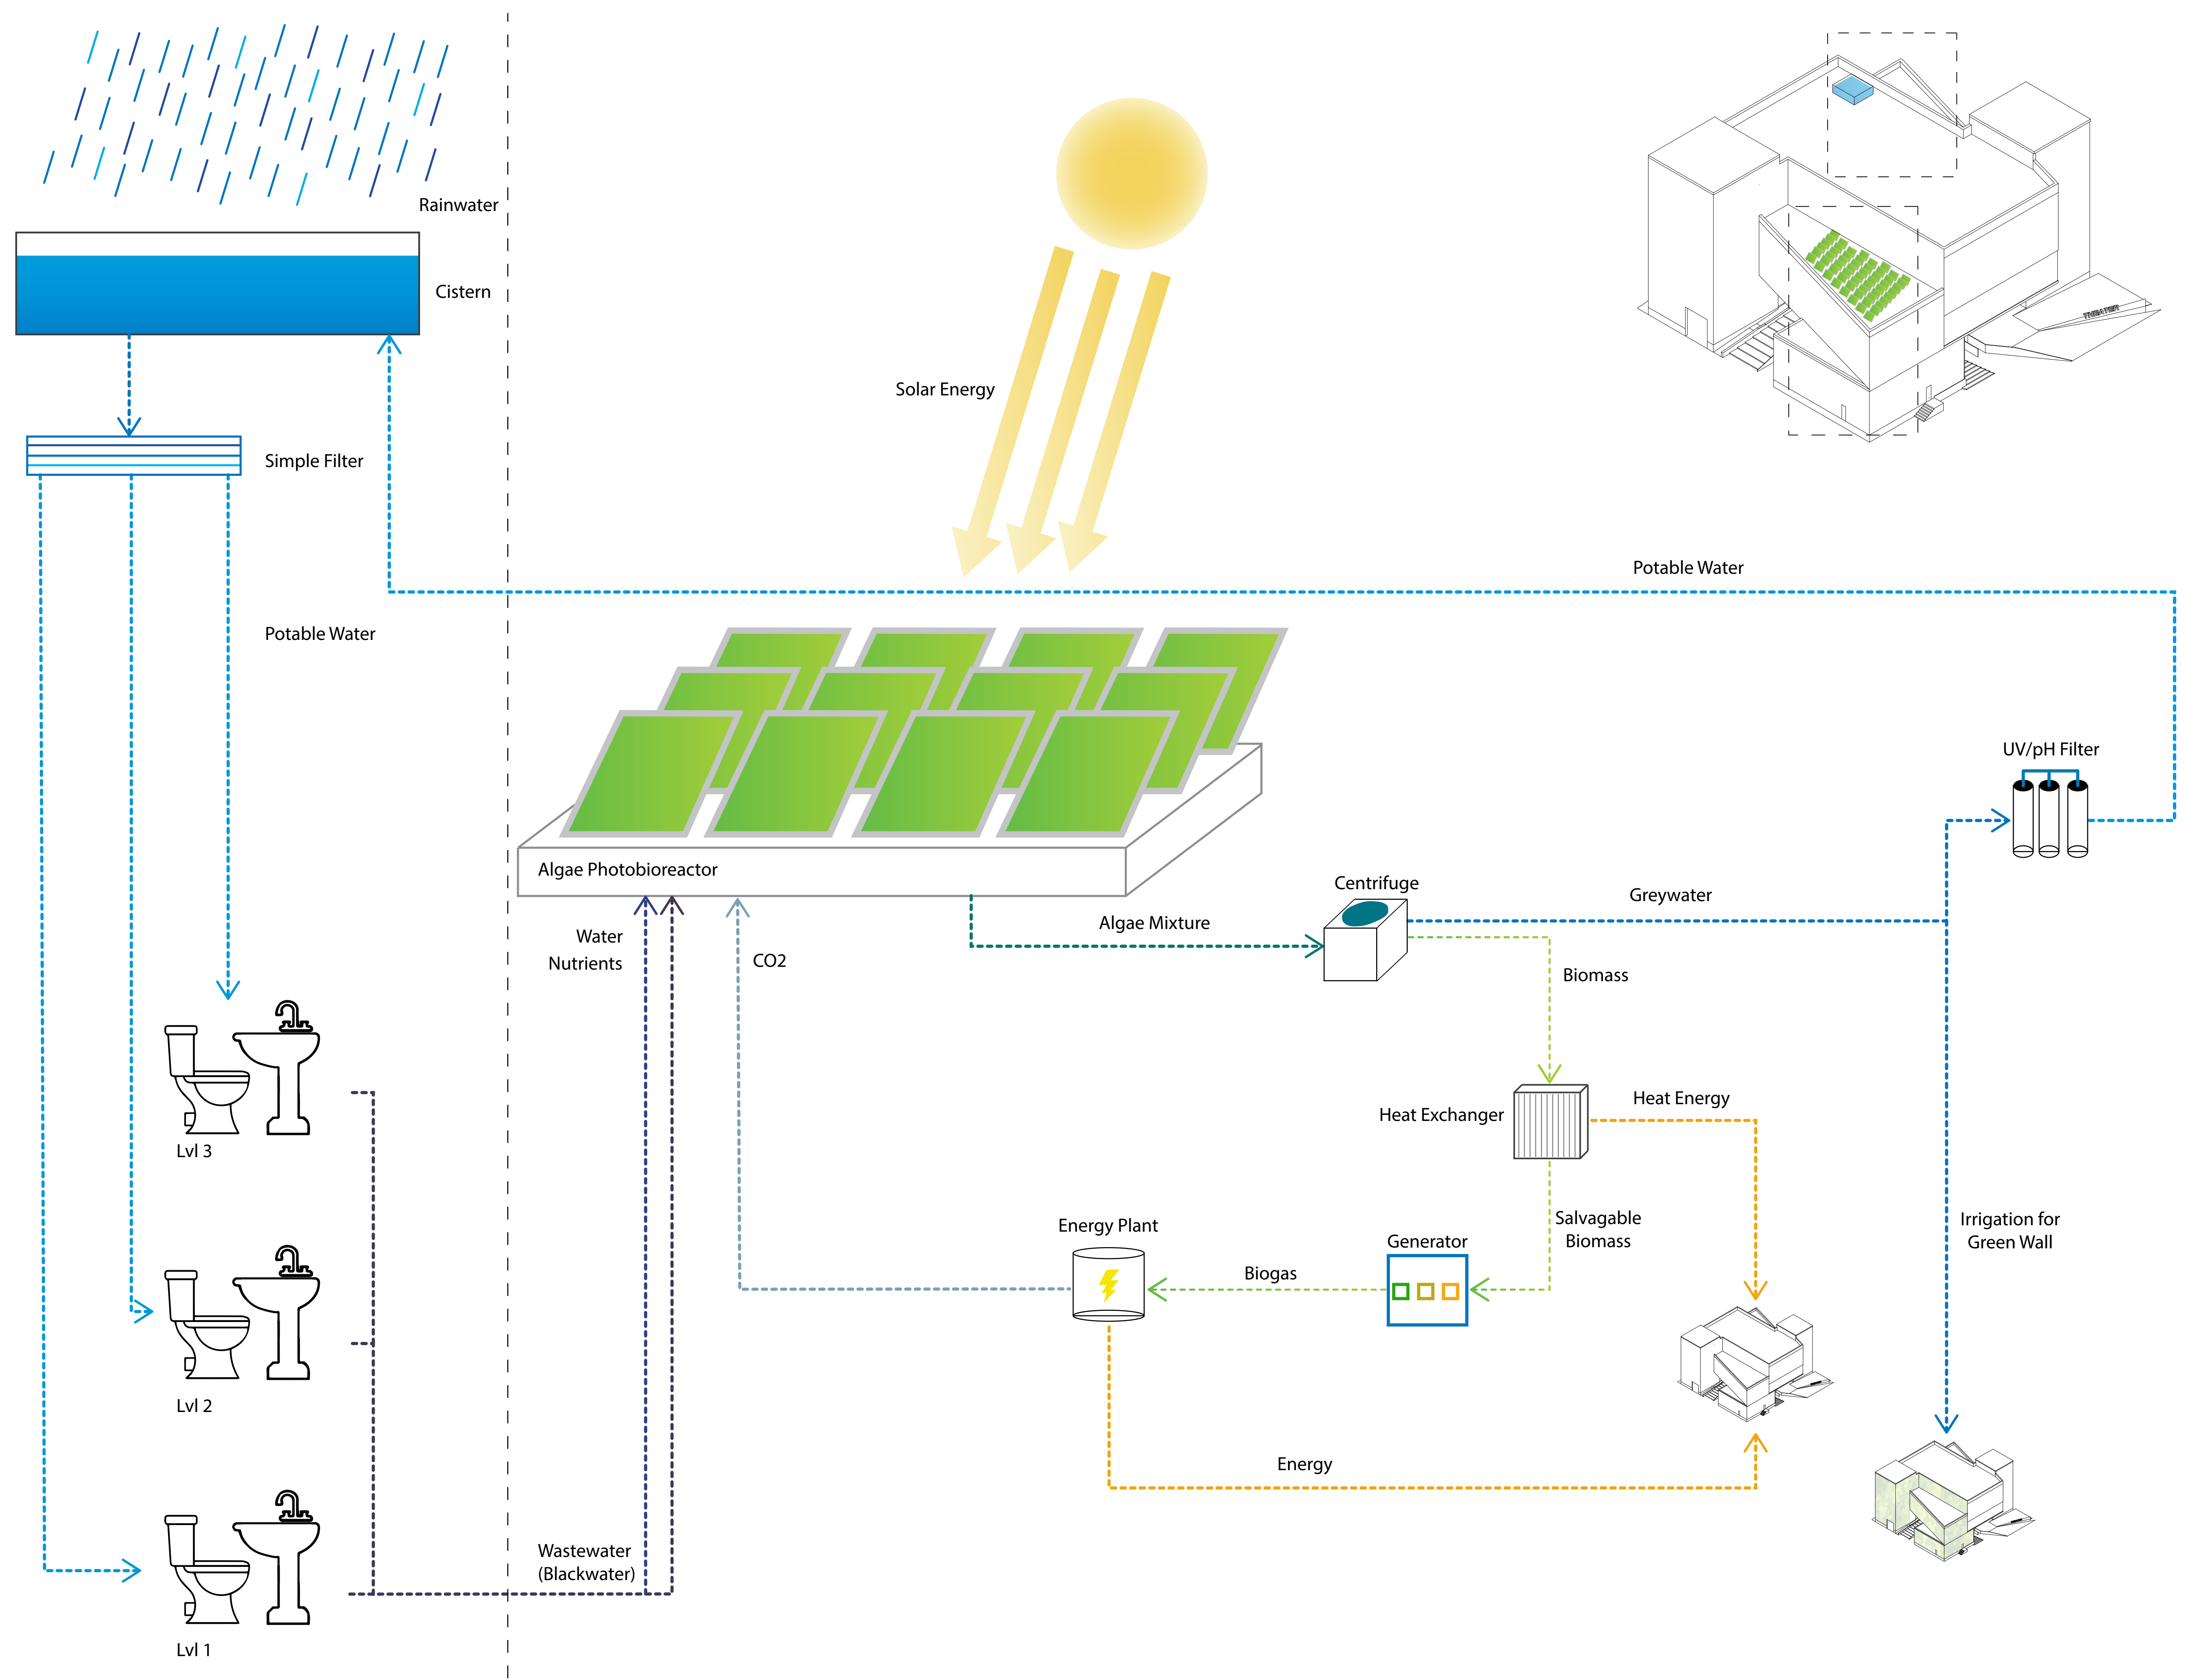 Rainwater
Cistern
Simple Filter
Solar Energy
Potable Water
Potable Water
UV/pH Filter
Algae Photobioreactor
Centrifuge
Greywater
Algae Mixture
Water
Nutrients
CO2
Biomass
Heat Exchanger
Heat Energy
Lvl 3
Salvagable
Biomass
Irrigation for
Green Wall
Energy Plant
Generator
Biogas
Lvl 2
Energy
Wastewater
(Blackwater)
Lvl 1